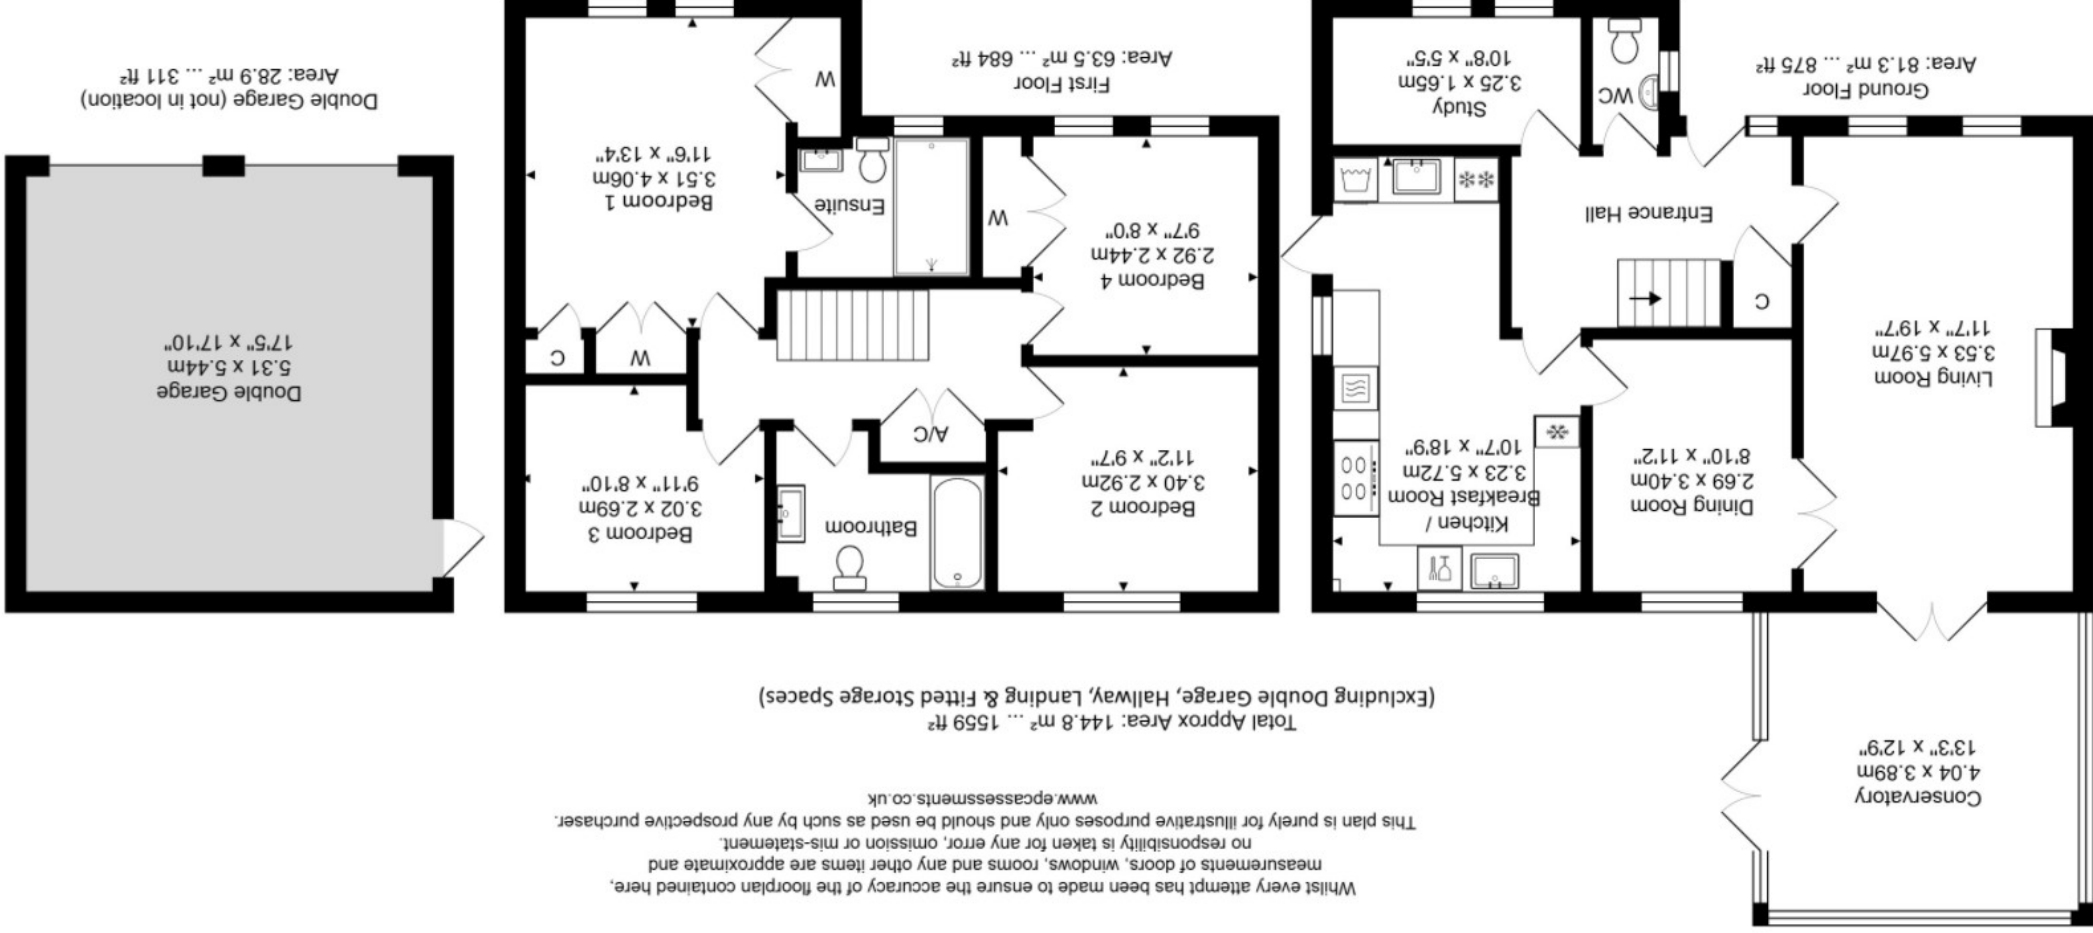 Whilst every attempt has been made to ensure the accuracy of the floorplan contained here,
measurements of doors, windows, rooms and any other items are approximate and
no responsibility is taken for any error, omission or mis-statement.
This plan is purely for illustrative purposes only and should be used as such by any prospective purchaser.
www.epcassessments.co.uk
Total Approx Area: 144.8 m² ... 1559 ft²
(Excluding Double Garage, Hallway, Landing & Fitted Storage Spaces)
Conservatory
4.04 x 3.89m
13'3" x 12'9"
Living Room
3.53 x 5.97m
11'7" x 19'7"
Dining Room
2.69 x 3.40m
8'10" x 11'2"
Kitchen /
Breakfast Room
3.23 x 5.72m
10'7" x 18'9"
C
Entrance Hall
WC
Study
3.25 x 1.65m
10'8" x 5'5"
Ground Floor
Area: 81.3 m² ... 875 ft²
Bedroom 2
3.40 x 2.92m
11'2" x 9'7"
Bathroom
Bedroom 3
3.02 x 2.69m
9'11" x 8'10"
A/C
W
C
Bedroom 4
2.92 x 2.44m
9'7" x 8'0"
W
Ensuite
Bedroom 1
3.51 x 4.06m
11'6" x 13'4"
W
First Floor
Area: 63.5 m² ... 684 ft²
Double Garage
5.31 x 5.44m
17'5" x 17'10"
Double Garage (not in location)
Area: 28.9 m² ... 311 ft²